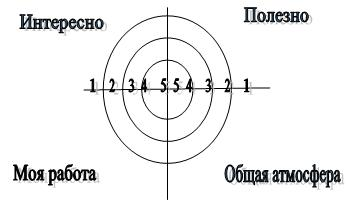 Интересно
Полезно
1 2 3 4 5 5 4 3 2 1
Моя работа
Общая атмосфера